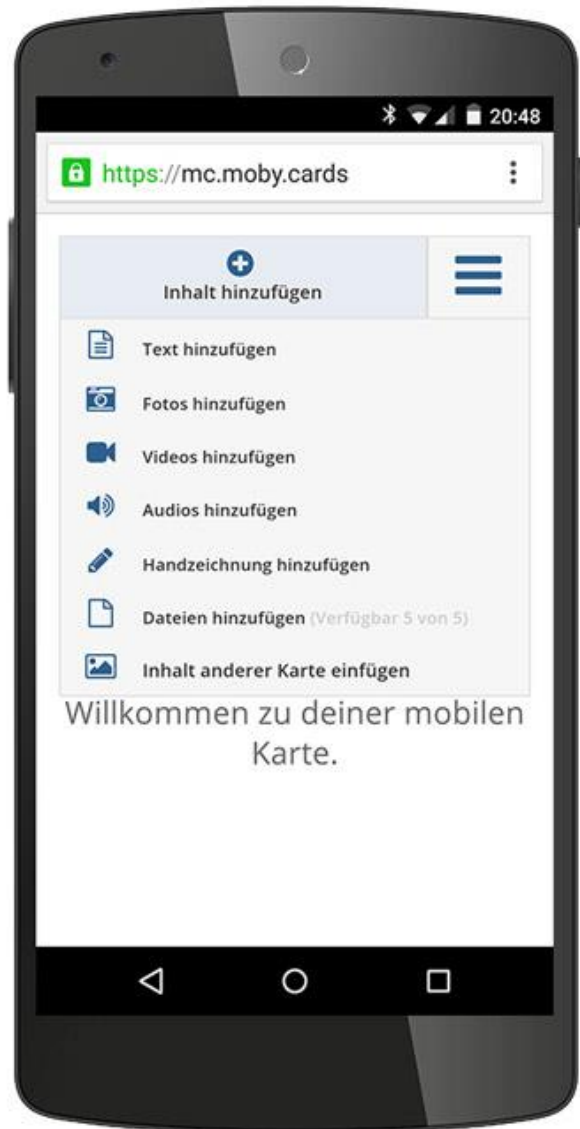 20:48
https://mc.moby.cards
Inhalt hinzufügen
Text hinzufügen
Fotos hinzufügen
Videos hinzufügen
Audios hinzufügen
Handzeichnung hinzufügen
Dateien hinzufügen (Verfügbar 5 von 5)
Inhalt anderer Karte einfügen
Willkommen zu deiner mobilen
Karte.